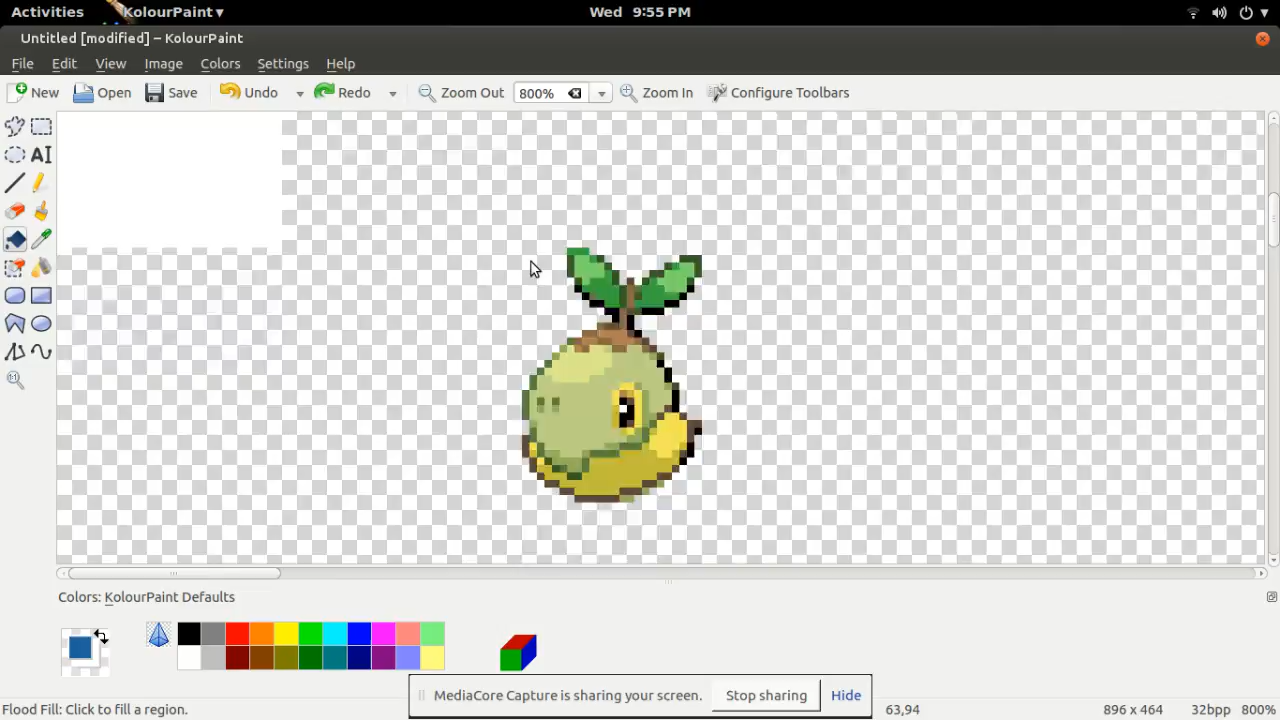 Activities KolourPaint ▾ Wed 9:55 PM
Untitled [modified] – KolourPaint
File Edit View Image Colors Settings Help
New Open Save Undo Redo Zoom Out 800% Zoom In Configure Toolbars
AI
Colors: KolourPaint Defaults
MediaCore Capture is sharing your screen. Stop sharing Hide
Flood Fill: Click to fill a region. 63,94 896 x 464 32bpp 800%